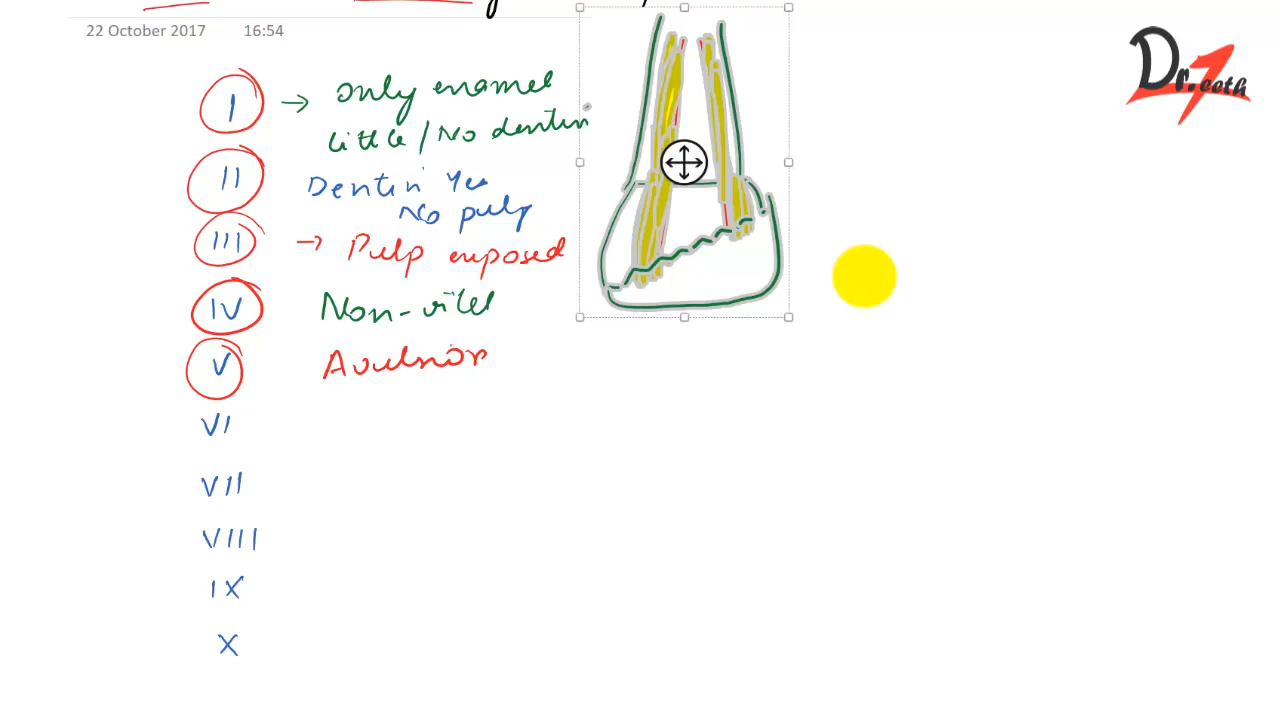 22 October 2017 16:54
Dr.Teeth
I → Only enamel
little / No dentin
II Dentin Yes
No pulp
III → Pulp exposed
IV Non-vital
V Avulsion
VI
VII
VIII
IX
X